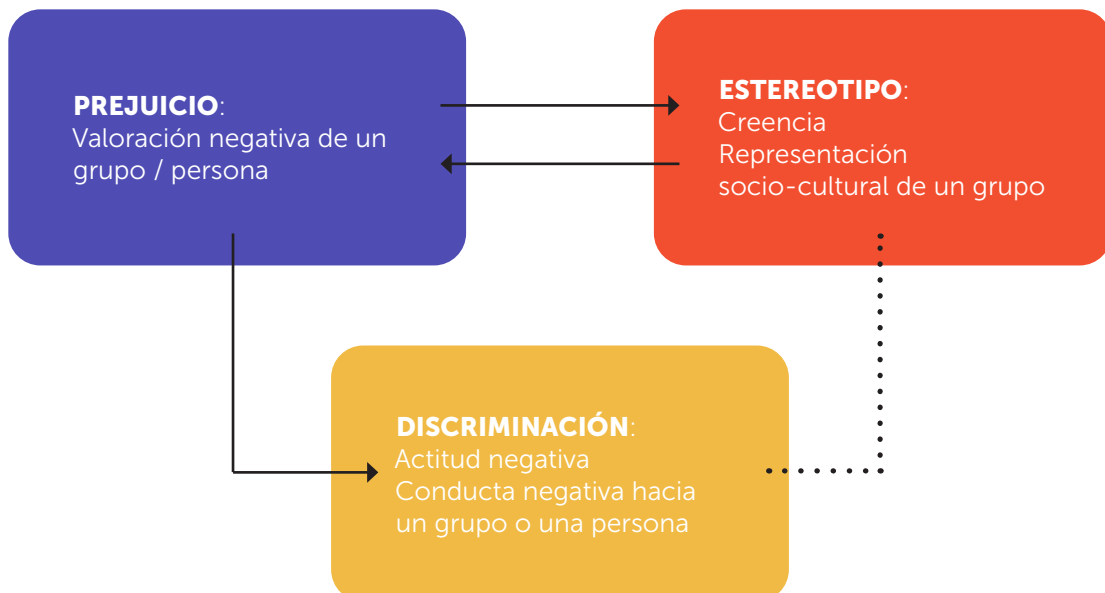 PREJUICIO:
Valoración negativa de un
grupo / persona
ESTEREOTIPO:
Creencia
Representación
socio-cultural de un grupo
DISCRIMINACIÓN:
Actitud negativa
Conducta negativa hacia
un grupo o una persona